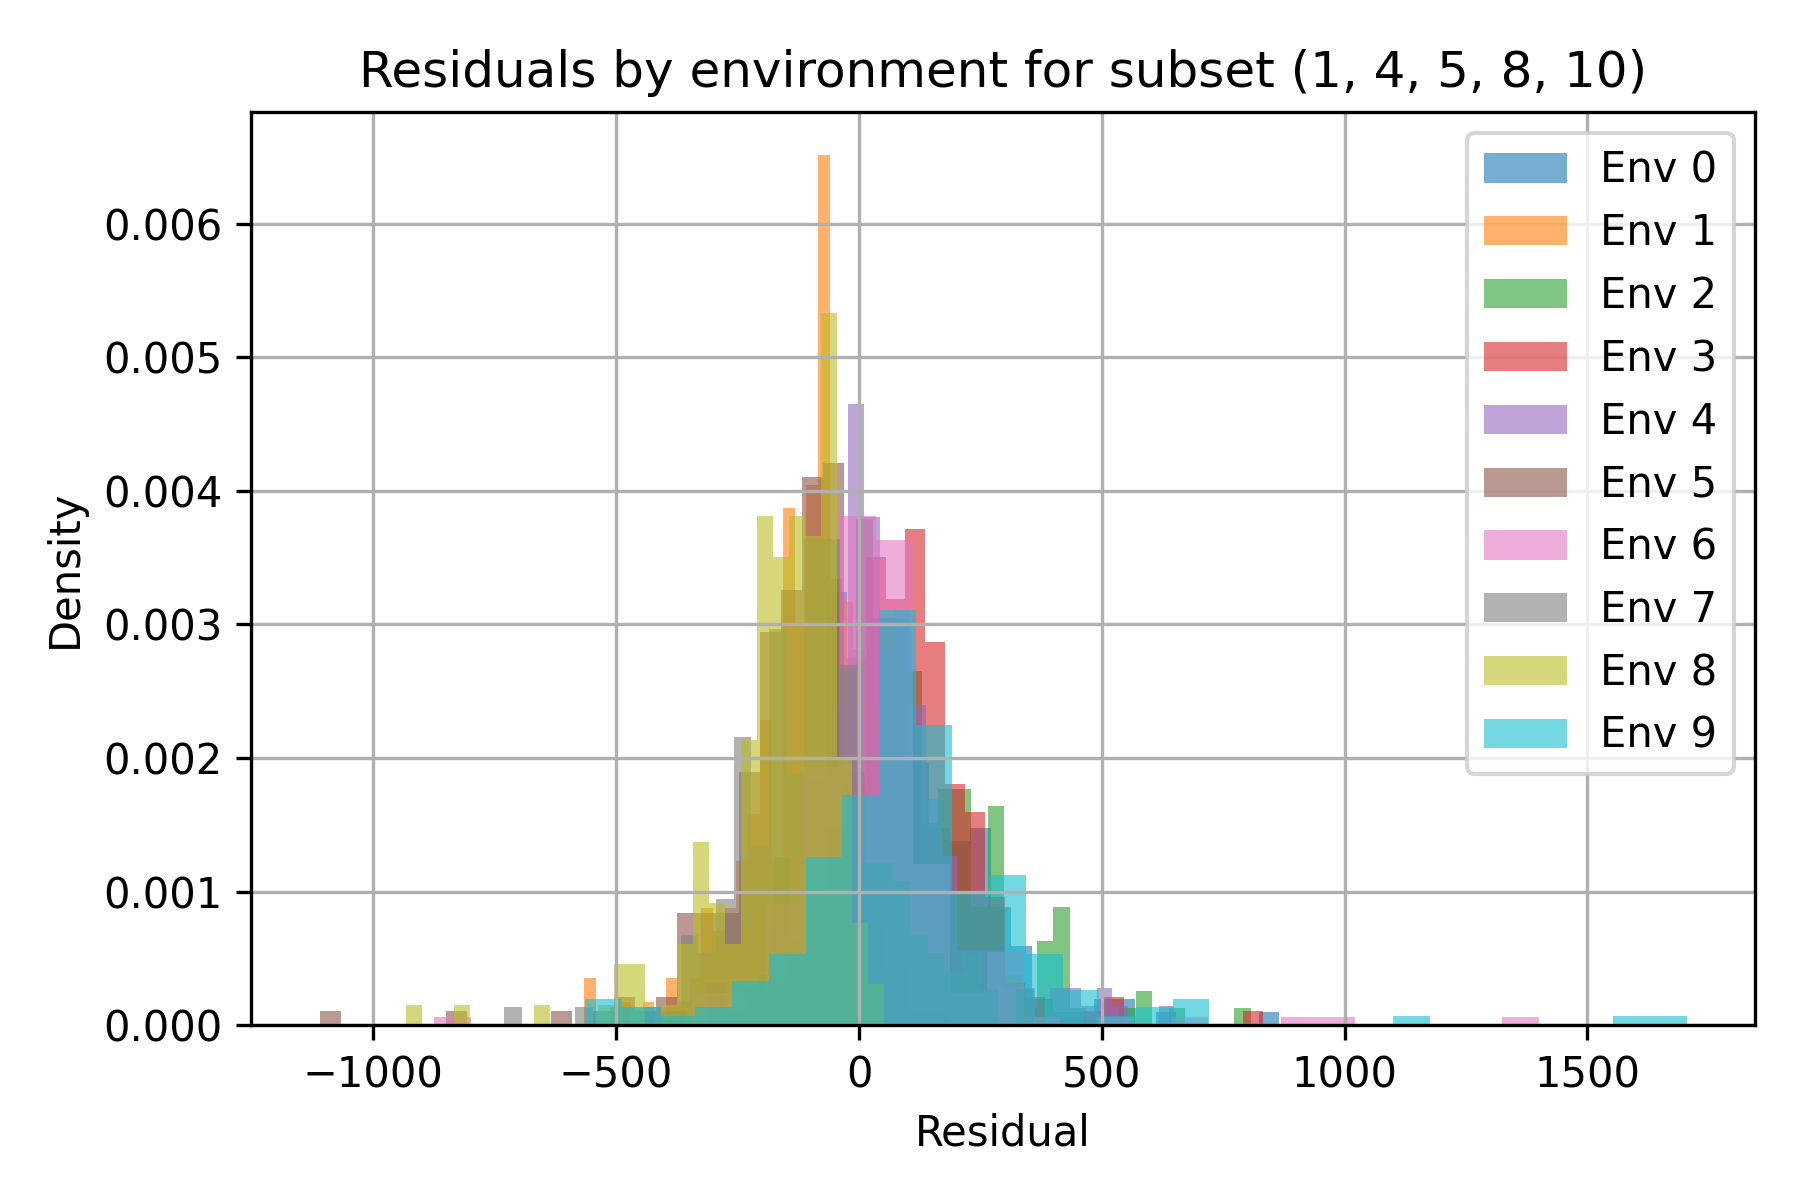 Residuals by environment for subset (1, 4, 5, 8, 10)
Env 0
Env 1
Env 2
Env 3
Env 4
Env 5
Env 6
Env 7
Env 8
Env 9
0.006
0.005
0.004
0.003
0.002
0.001
0.000
Density
−1000
−500
0
500
1000
1500
Residual